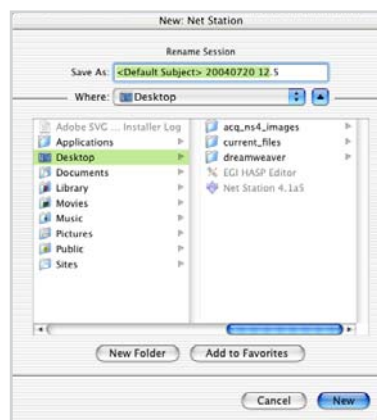 New: Net Station
Rename Session
Save As: <Default Subject> 20040720 12.5
Where: Desktop
Adobe SVG ... Installer Log
Applications
Desktop
Documents
Library
Movies
Music
Pictures
Public
Sites
acq_ns4_images
current_files
dreamweaver
EGI HASP Editor
Net Station 4.1a5
New Folder
Add to Favorites
Cancel
New